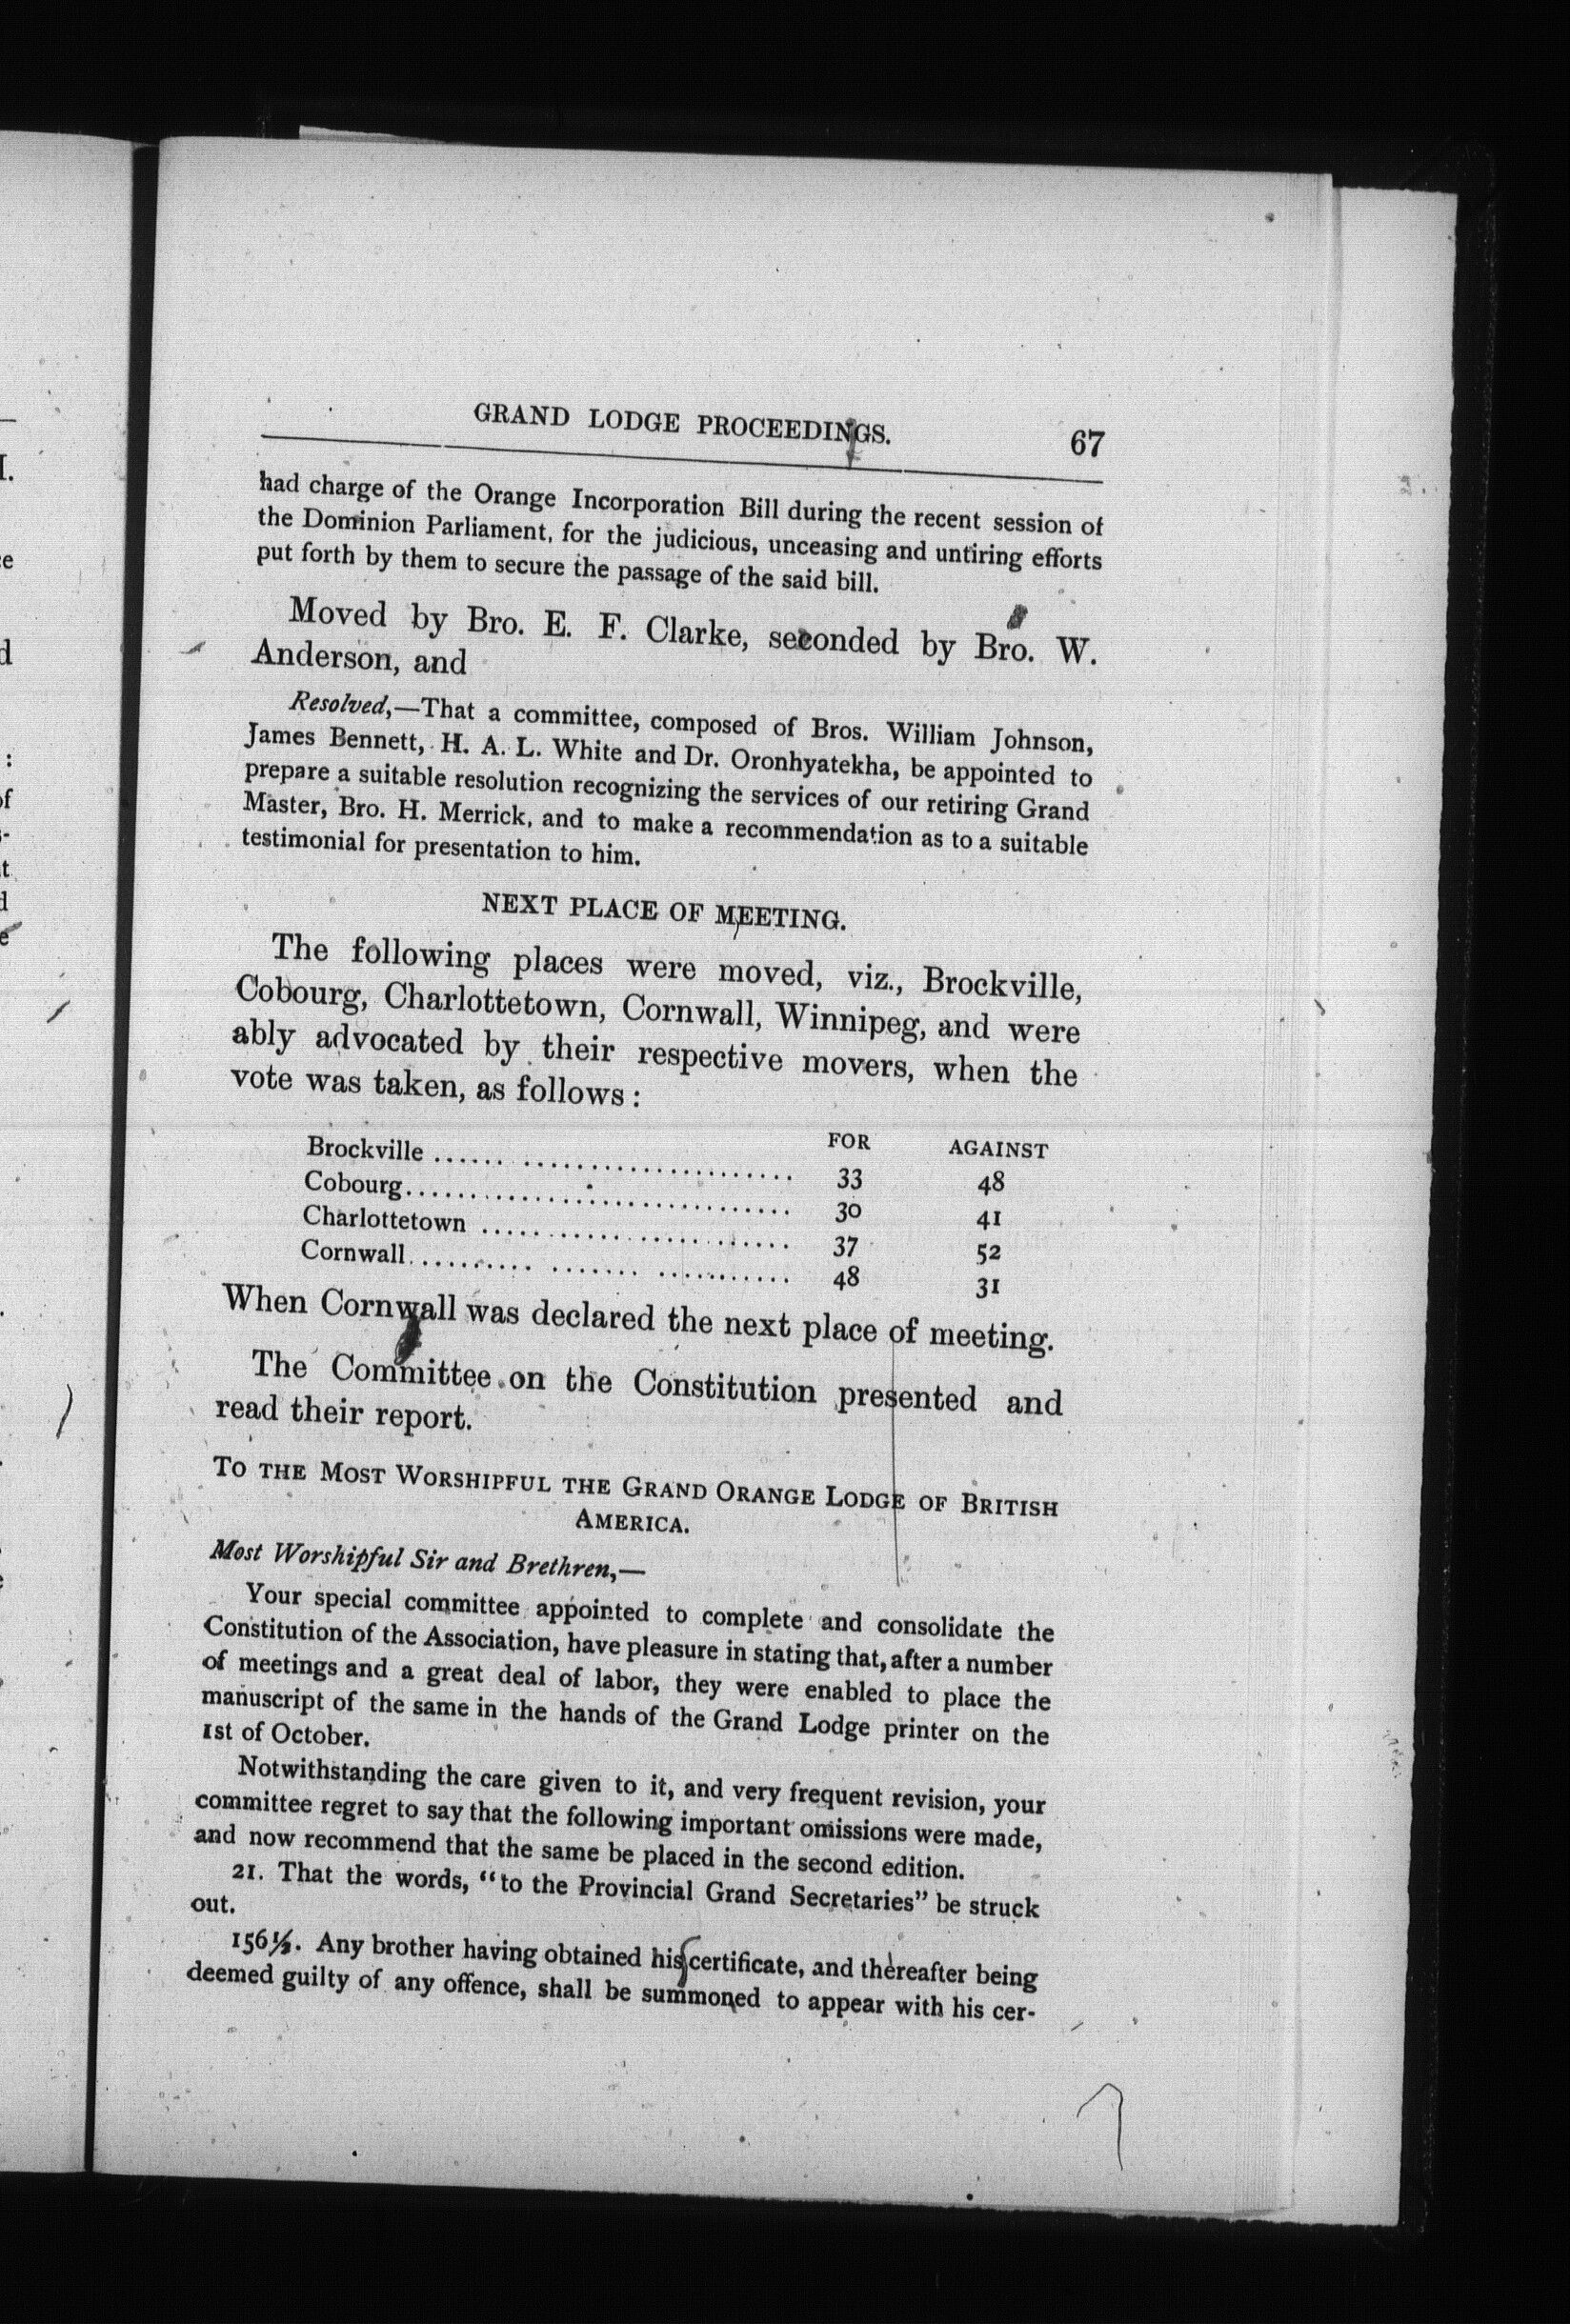 GRAND LODGE PROCEEDINGS. 67
had charge of the Orange Incorporation Bill during the recent session of
the Dominion Parliament, for the judicious, unceasing and untiring efforts
put forth by them to secure the passage of the said bill.
Moved by Bro. E. F. Clarke, seconded by Bro. W.
Anderson, and
Resolved,—That a committee, composed of Bros. William Johnson,
James Bennett, H. A. L. White and Dr. Oronhyatekha, be appointed to
prepare a suitable resolution recognizing the services of our retiring Grand
Master, Bro. H. Merrick, and to make a recommendation as to a suitable
testimonial for presentation to him.
NEXT PLACE OF MEETING.
The following places were moved, viz., Brockville,
Cobourg, Charlottetown, Cornwall, Winnipeg, and were
ably advocated by their respective movers, when the
vote was taken, as follows:
FOR AGAINST
Brockville 33 48
Cobourg 30 41
Charlottetown 37 52
Cornwall 48 31
When Cornwall was declared the next place of meeting.
The Committee on the Constitution presented and
read their report.
TO THE MOST WORSHIPFUL THE GRAND ORANGE LODGE OF BRITISH
AMERICA.
Most Worshipful Sir and Brethren,—
Your special committee appointed to complete and consolidate the
Constitution of the Association, have pleasure in stating that, after a number
of meetings and a great deal of labor, they were enabled to place the
manuscript of the same in the hands of the Grand Lodge printer on the
1st of October.
Notwithstanding the care given to it, and very frequent revision, your
committee regret to say that the following important omissions were made,
and now recommend that the same be placed in the second edition.
21. That the words, "to the Provincial Grand Secretaries" be struck
out.
156½. Any brother having obtained his certificate, and thereafter being
deemed guilty of any offence, shall be summoned to appear with his cer-